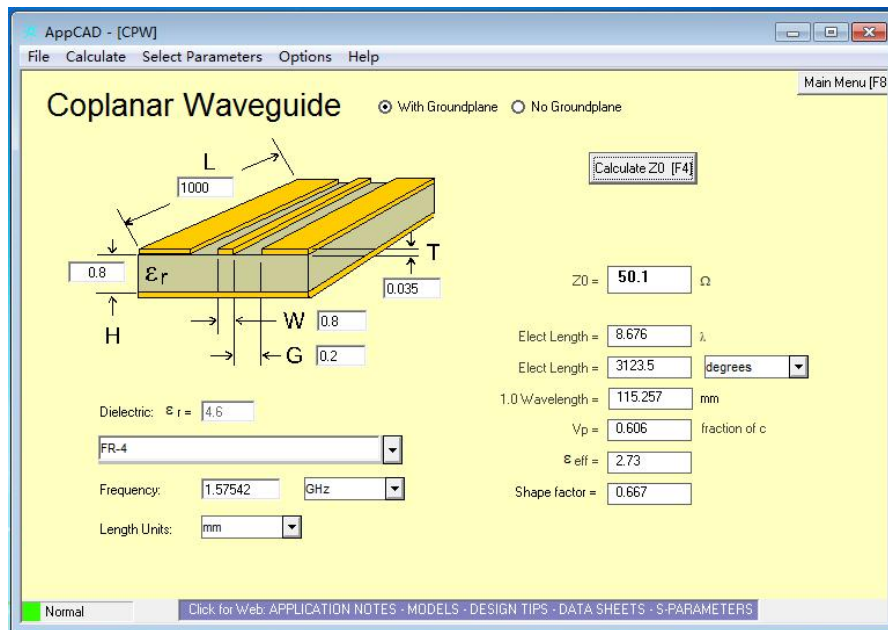 AppCAD - [CPW]
File Calculate Select Parameters Options Help
Main Menu [F8
Coplanar Waveguide
With Groundplane No Groundplane
L
1000
Calculate Z0 [F4]
0.8
εr
T
0.035
H
W 0.8
G 0.2
Z0 = 50.1 Ω
Elect Length = 8.676 λ
Elect Length = 3123.5 degrees
1.0 Wavelength = 115.257 mm
Vp = 0.606 fraction of c
ε eff = 2.73
Shape factor = 0.667
Dielectric: ε r = 4.6
FR-4
Frequency: 1.57542 GHz
Length Units: mm
Normal
Click for Web: APPLICATION NOTES - MODELS - DESIGN TIPS - DATA SHEETS - S-PARAMETERS